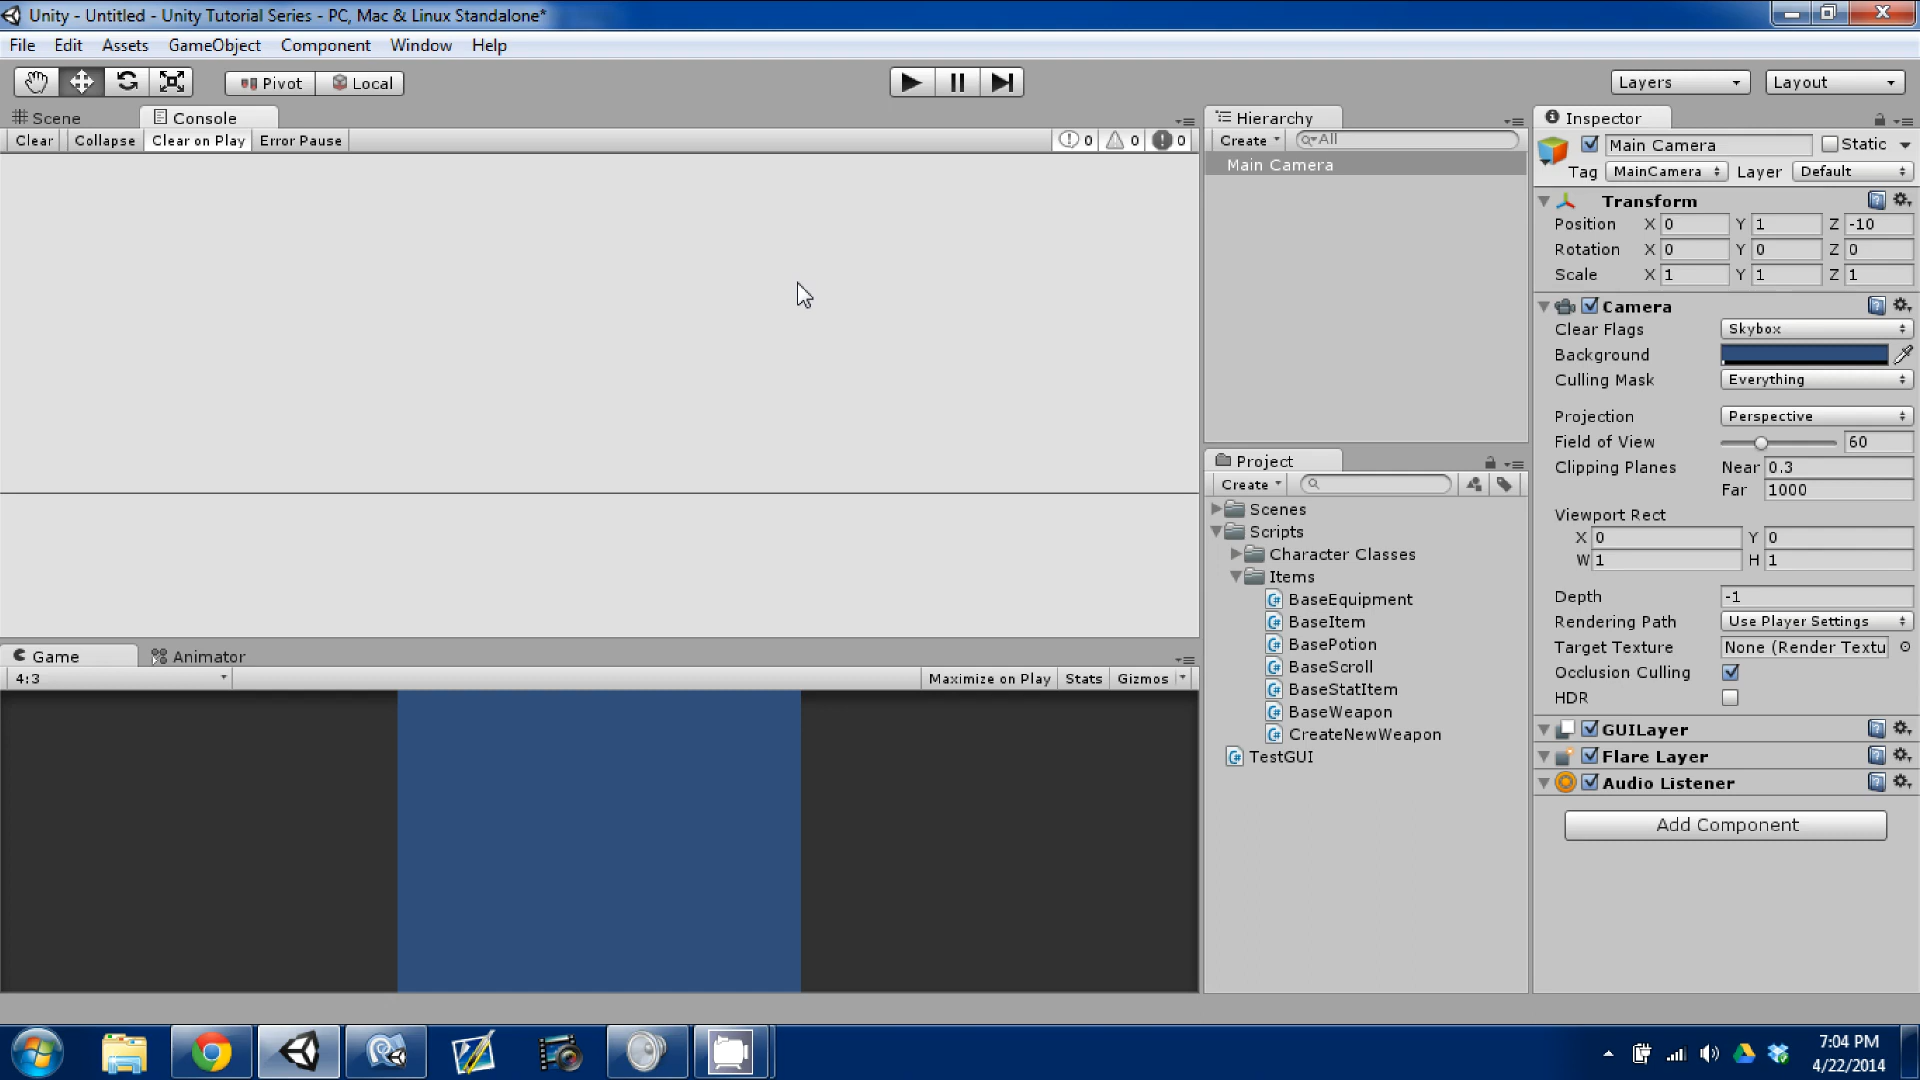 Unity - Untitled - Unity Tutorial Series - PC, Mac & Linux Standalone*
File Edit Assets GameObject Component Window Help
Pivot Local Layers Layout
Scene Console
Clear Collapse Clear on Play Error Pause 0 0 0
Hierarchy
Create All
Main Camera
Inspector
Main Camera Static
Tag MainCamera Layer Default
Transform
Position X 0 Y 1 Z -10
Rotation X 0 Y 0 Z 0
Scale X 1 Y 1 Z 1
Camera
Clear Flags Skybox
Background
Culling Mask Everything
Projection Perspective
Field of View 60
Clipping Planes Near 0.3
Far 1000
Viewport Rect
X 0 Y 0
W 1 H 1
Depth -1
Rendering Path Use Player Settings
Target Texture None (Render Textu
Occlusion Culling
HDR
GUILayer
Flare Layer
Audio Listener
Add Component
Project
Create
Scenes
Scripts
Character Classes
Items
BaseEquipment
BaseItem
BasePotion
BaseScroll
BaseStatItem
BaseWeapon
CreateNewWeapon
TestGUI
Game Animator
4:3 Maximize on Play Stats Gizmos
7:04 PM
4/22/2014